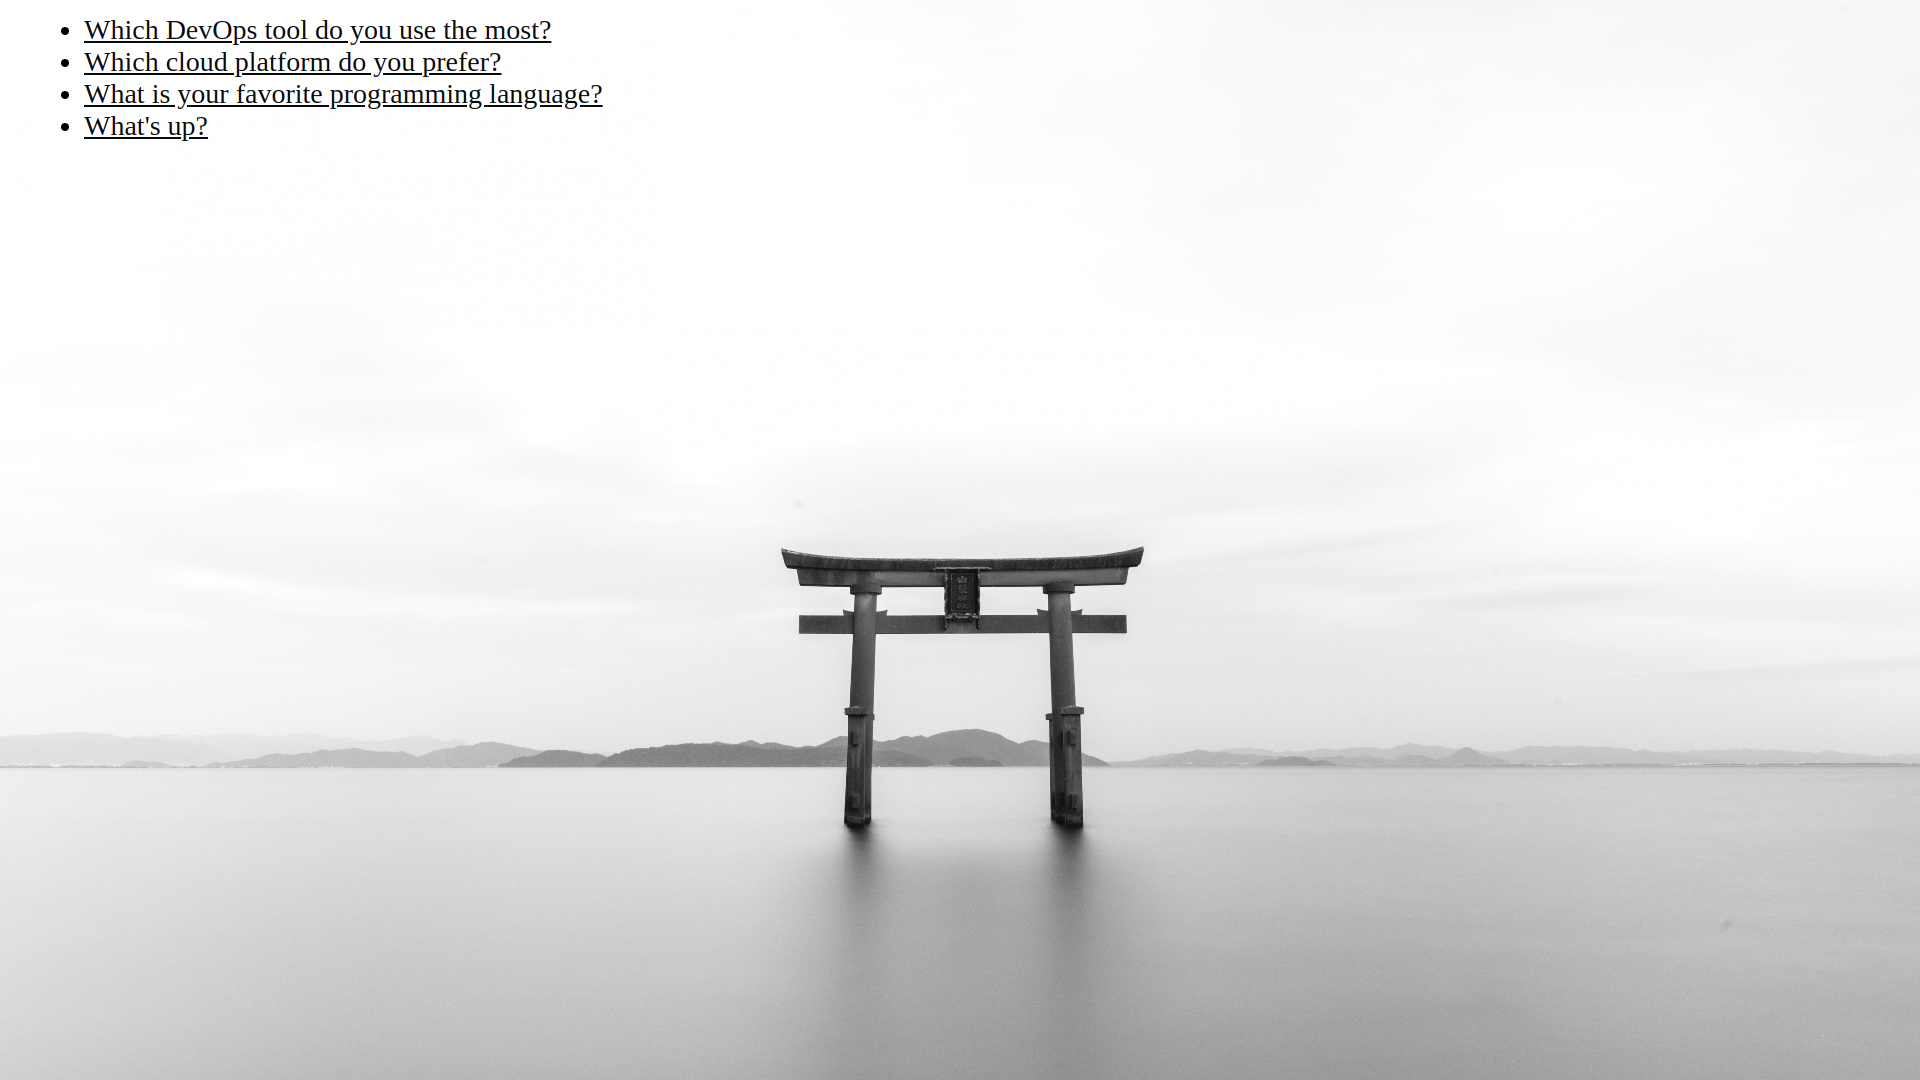 Which DevOps tool do you use the most?
Which cloud platform do you prefer?
What is your favorite programming language?
What's up?